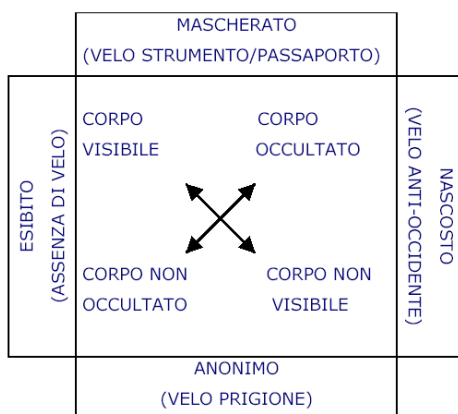 MASCHERATO
(VELO STRUMENTO/PASSAPORTO)
ESIBITO
(ASSENZA DI VELO)
CORPO
VISIBILE
CORPO
OCCULTATO
CORPO NON
OCCULTATO
CORPO NON
VISIBILE
(VELO ANTI-OCCIDENTE)
NASCOSTO
ANONIMO
(VELO PRIGIONE)